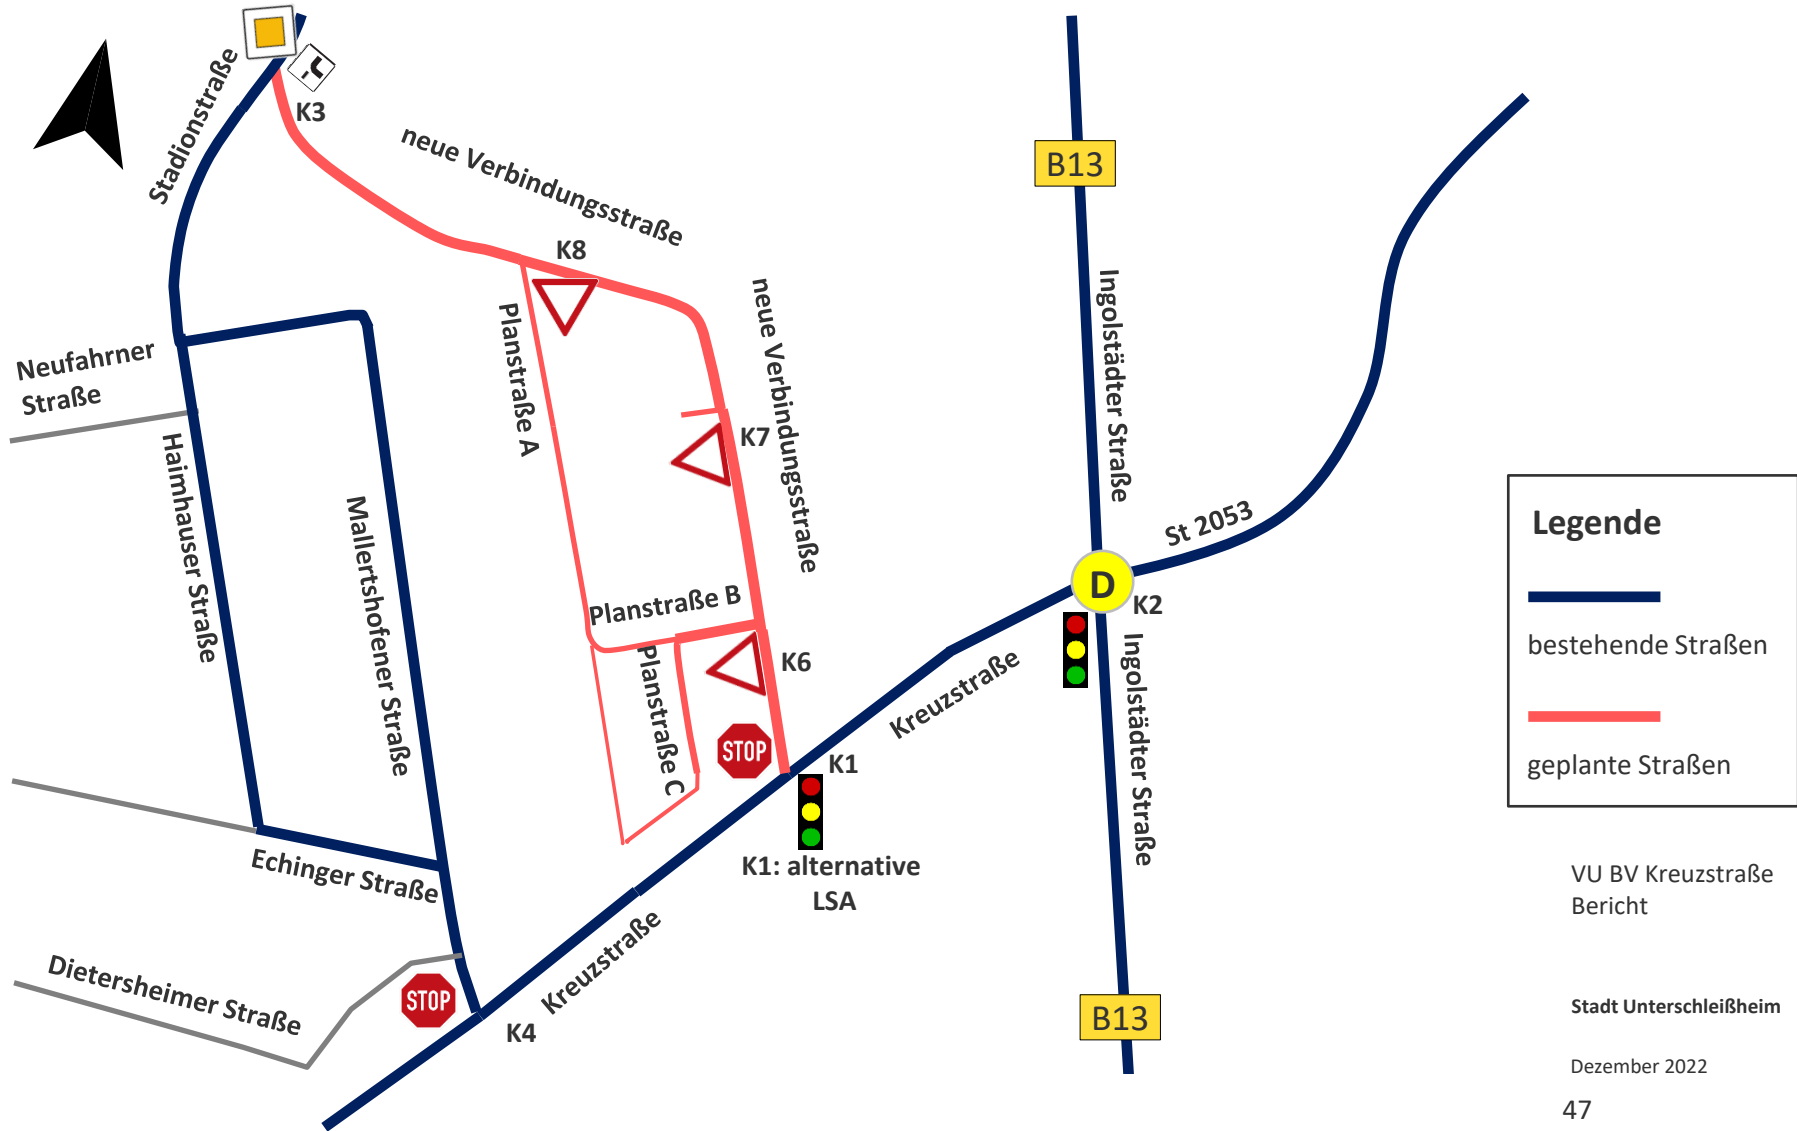 Stadionstraße
K3
neue Verbindungsstraße
B13
K8
Ingolstädter Straße
neue Verbindungsstraße
Planstraße A
Neufahrner
Straße
K7
Haimhauser Straße
Mallertshofener Straße
St 2053
Legende
bestehende Straßen
geplante Straßen
D
K2
Planstraße B
K6
Planstraße C
Kreuzstraße
Ingolstädter Straße
STOP
K1
K1: alternative
LSA
Echinger Straße
Kreuzstraße
Dietersheimer Straße
STOP
K4
B13
VU BV Kreuzstraße
Bericht
Stadt Unterschleißheim
Dezember 2022
47